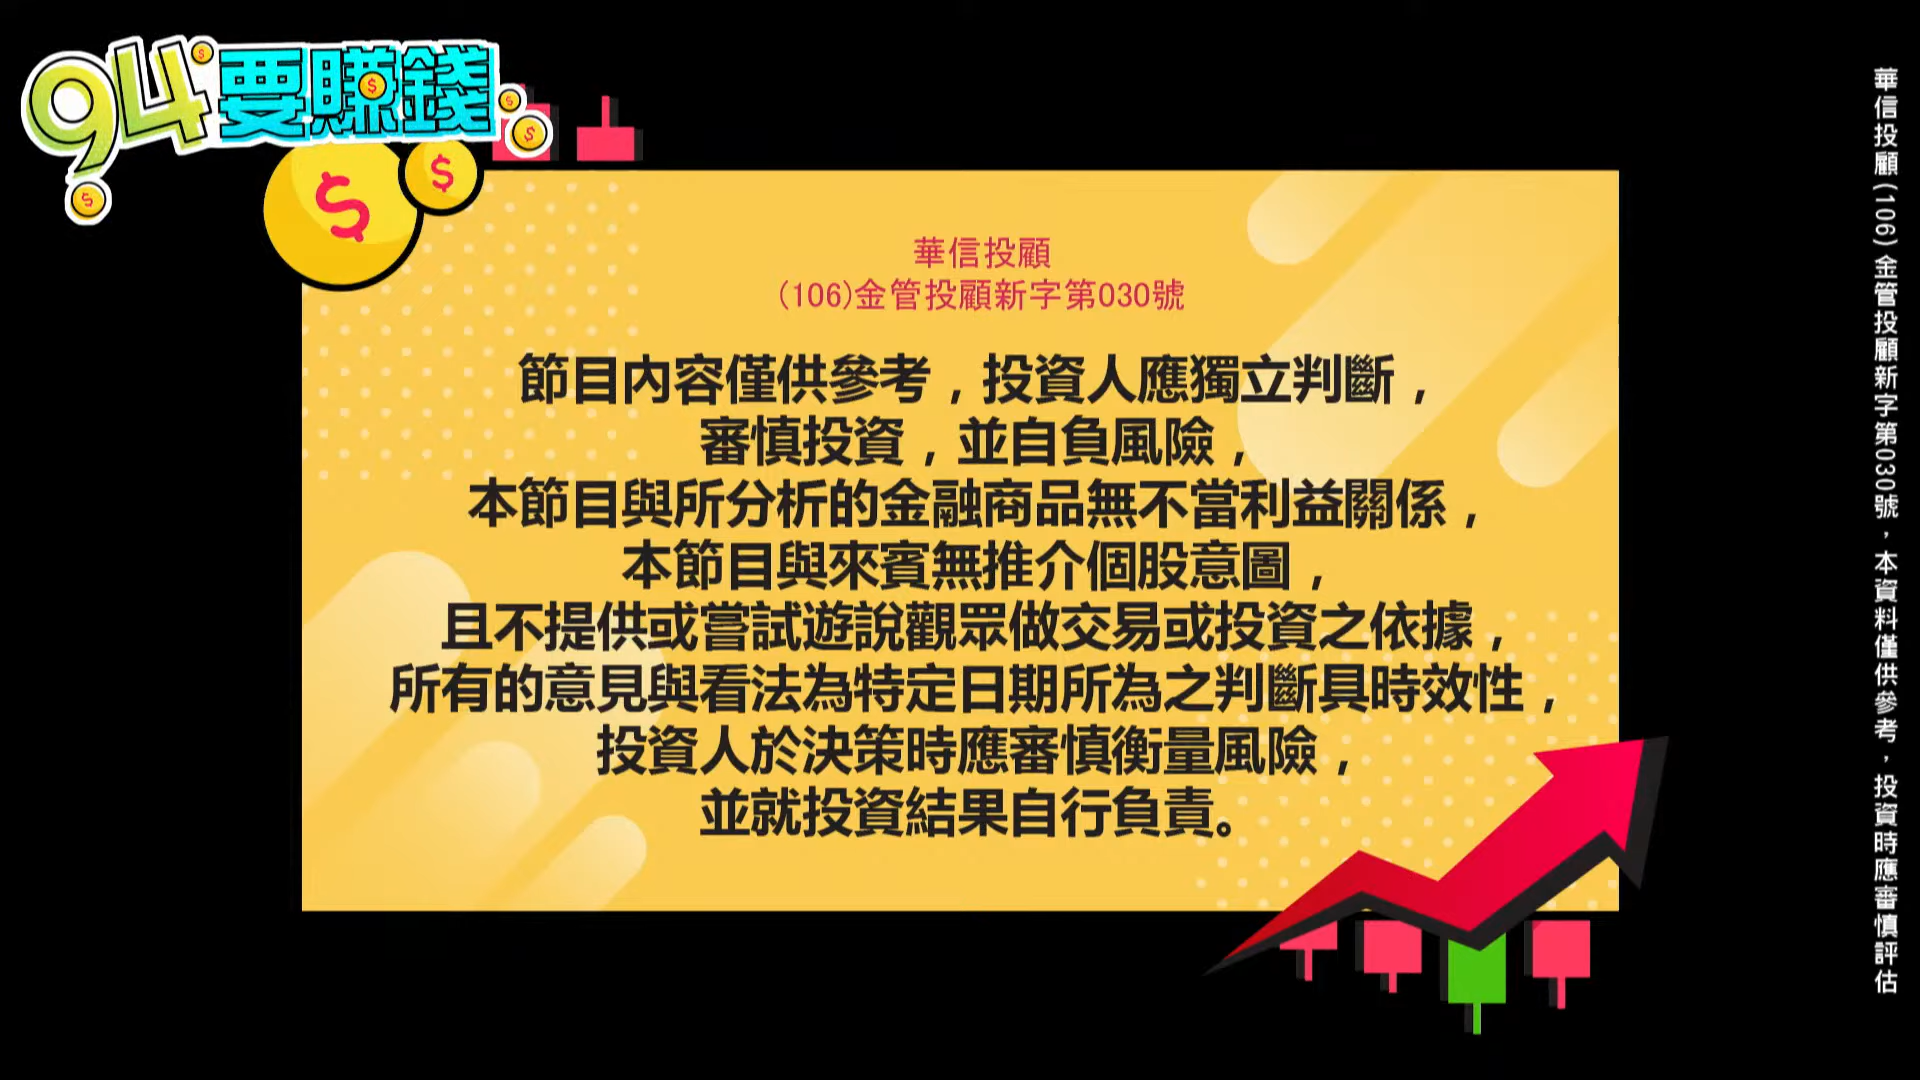 94要賺錢
華信投顧
(106)金管投顧新字第030號
節目內容僅供參考，投資人應獨立判斷，
審慎投資，並自負風險，
本節目與所分析的金融商品無不當利益關係，
本節目與來賓無推介個股意圖，
且不提供或嘗試遊說觀眾做交易或投資之依據，
所有的意見與看法為特定日期所為之判斷具時效性，
投資人於決策時應審慎衡量風險，
並就投資結果自行負責。
華信投顧(106)金管投顧新字第030號，本資料僅供參考，投資時應審慎評估